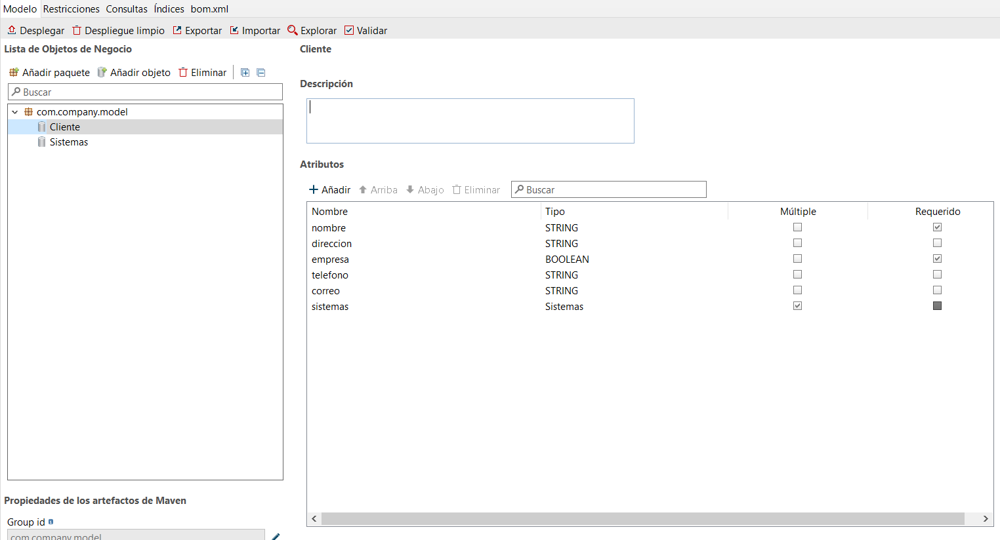 Modelo Restricciones Consultas Índices bom.xml
Desplegar Despliegue limpio Exportar Importar Explorar Validar
Lista de Objetos de Negocio
Añadir paquete Añadir objeto Eliminar
Buscar
com.company.model
Cliente
Sistemas
Propiedades de los artefactos de Maven
Group id
com.company.model
Cliente
Descripción
Atributos
Añadir Arriba Abajo Eliminar Buscar
Nombre Tipo Múltiple Requerido
nombre STRING
direccion STRING
empresa BOOLEAN
telefono STRING
correo STRING
sistemas Sistemas